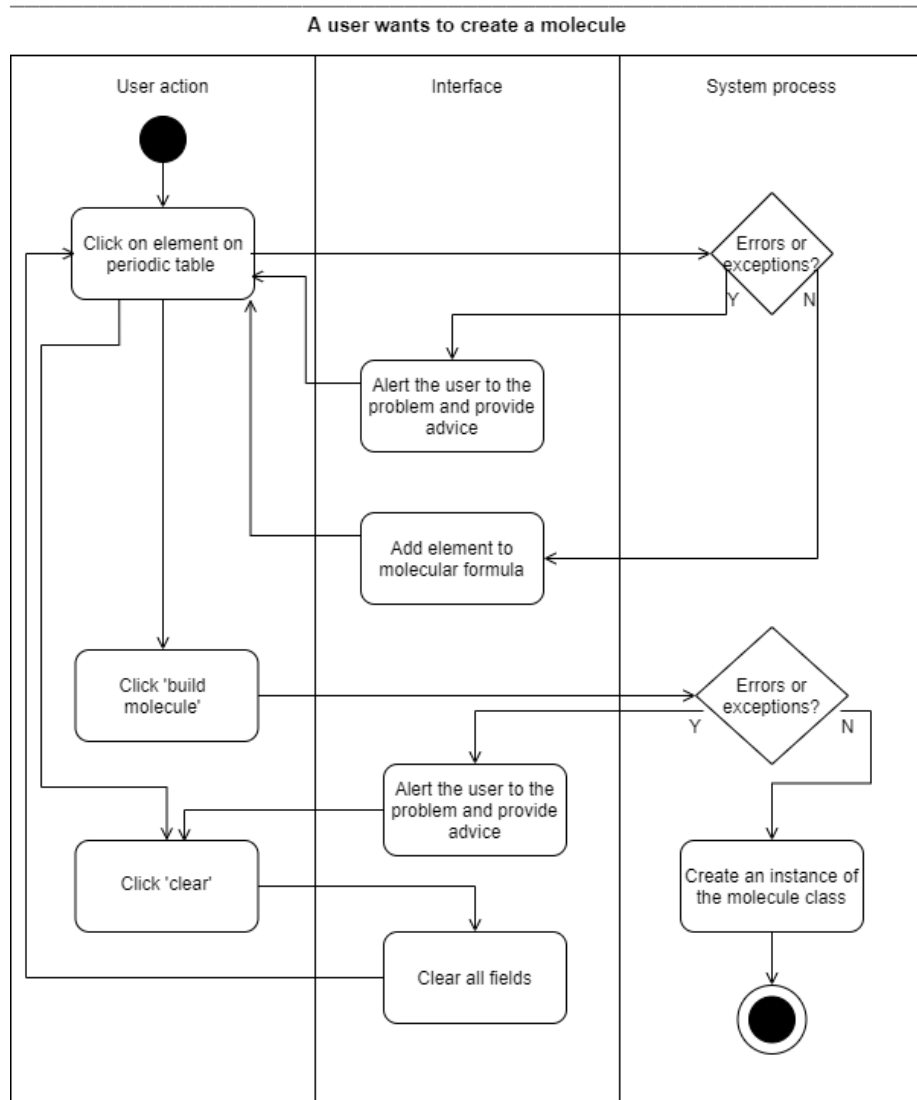 A user wants to create a molecule
User action
Interface
System process
Click on element on
periodic table
Errors or
exceptions?
Y
N
Alert the user to the
problem and provide
advice
Add element to
molecular formula
Click 'build
molecule'
Errors or
exceptions?
Y
N
Alert the user to the
problem and provide
advice
Click 'clear'
Create an instance of
the molecule class
Clear all fields